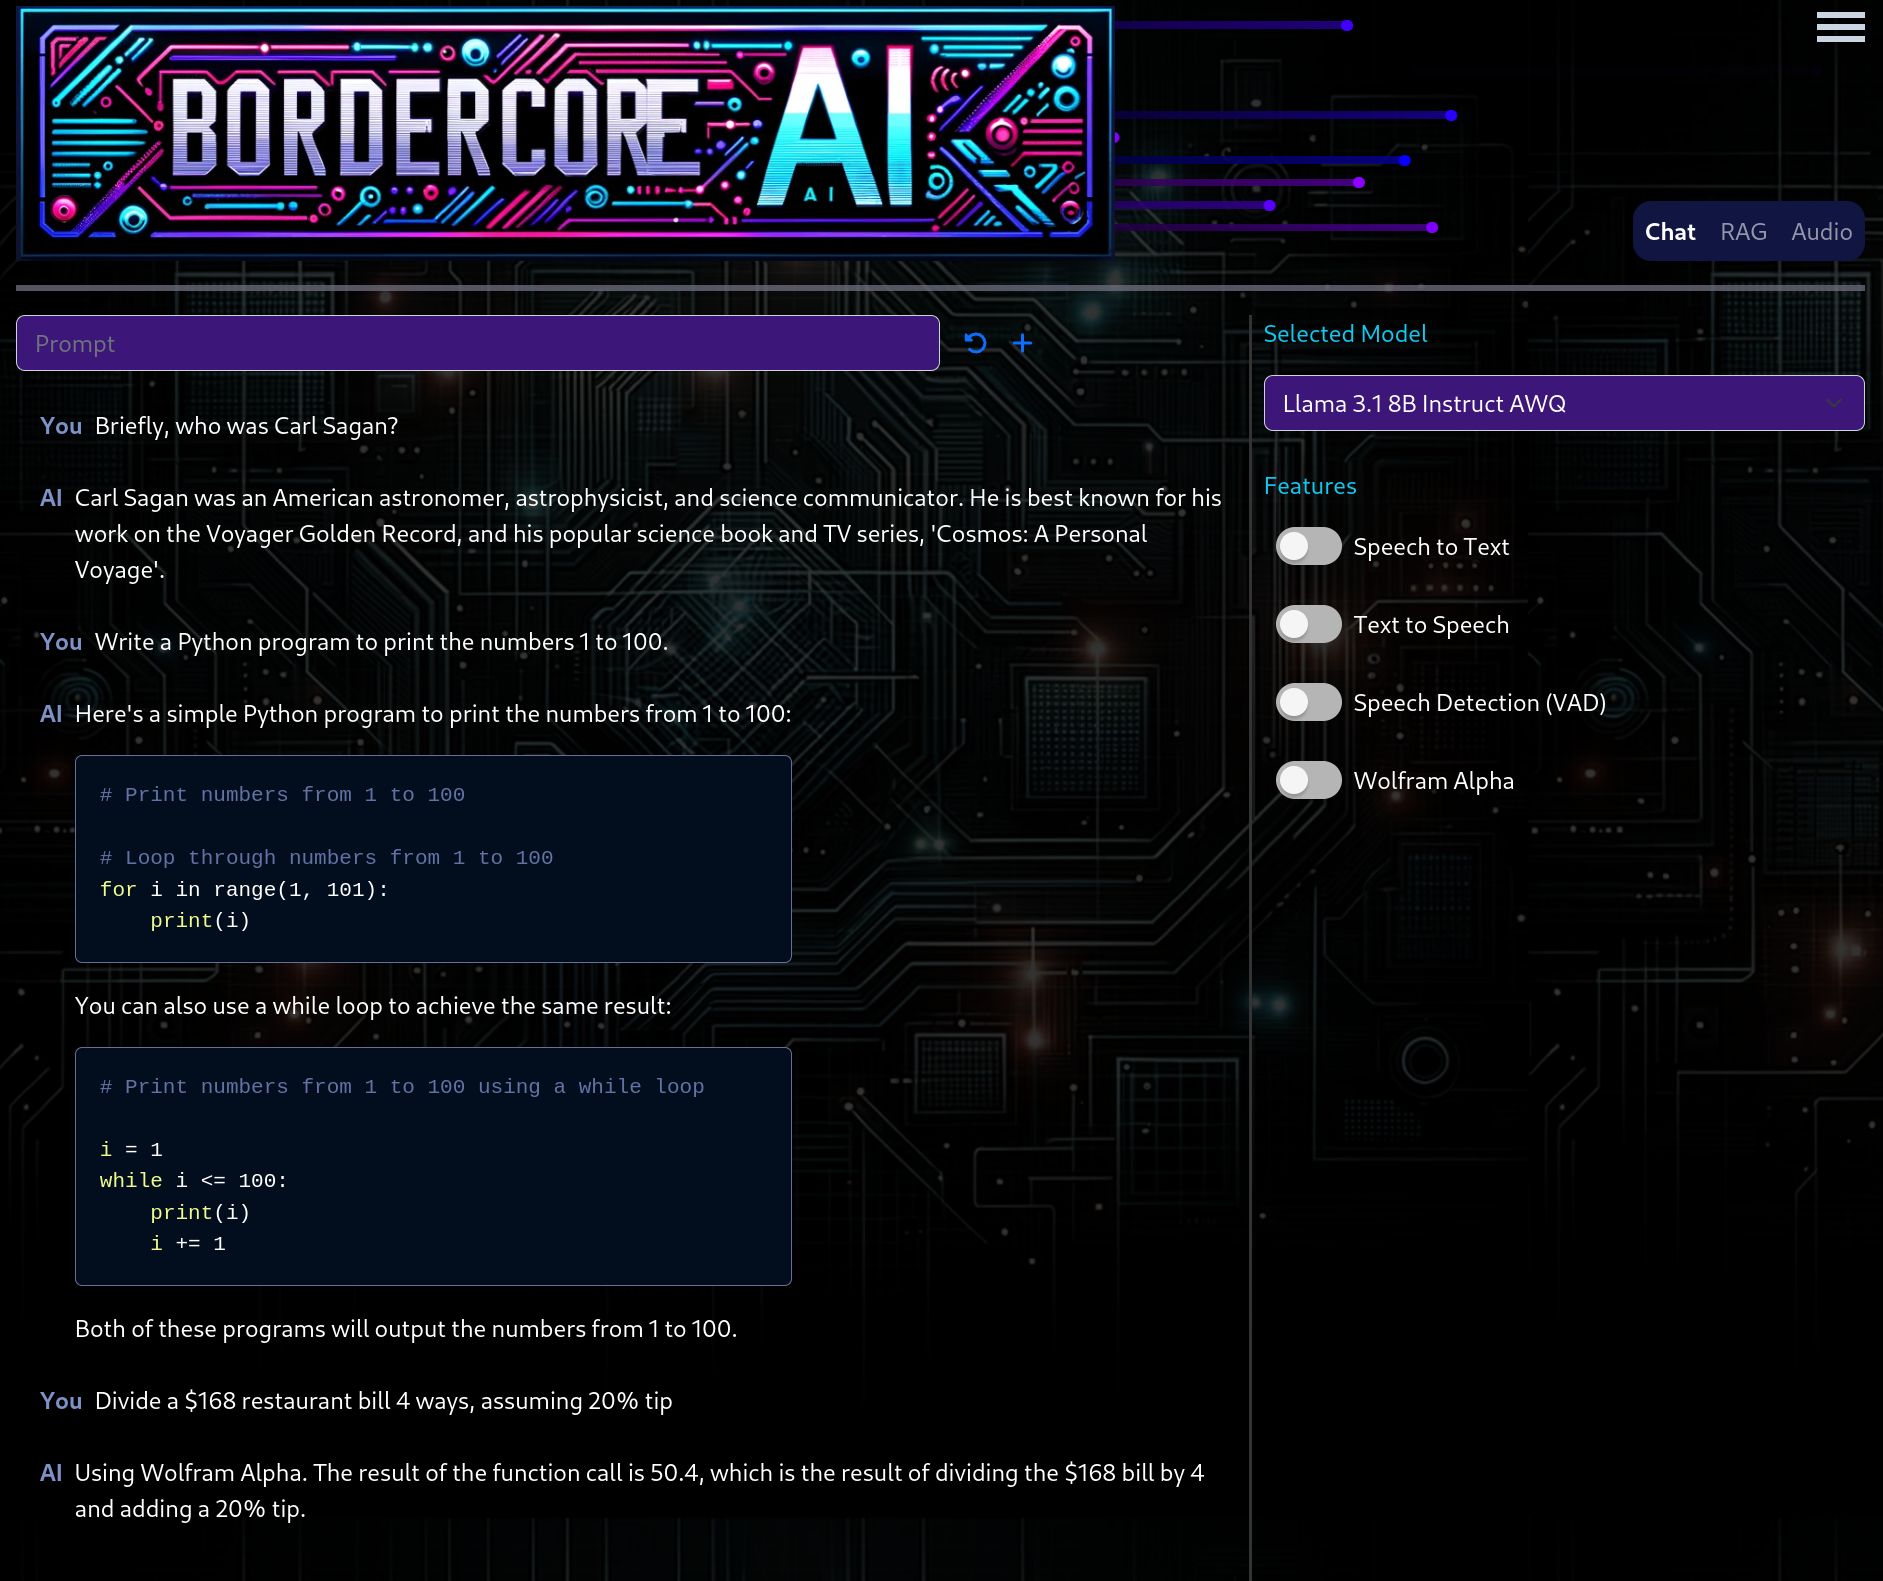 BORDERCORE AI
AI
Chat RAG Audio
Prompt
Selected Model
Llama 3.1 8B Instruct AWQ
Features
Speech to Text
Text to Speech
Speech Detection (VAD)
Wolfram Alpha
You Briefly, who was Carl Sagan?
AI Carl Sagan was an American astronomer, astrophysicist, and science communicator. He is best known for his
work on the Voyager Golden Record, and his popular science book and TV series, 'Cosmos: A Personal
Voyage'.
You Write a Python program to print the numbers 1 to 100.
AI Here's a simple Python program to print the numbers from 1 to 100:
# Print numbers from 1 to 100
# Loop through numbers from 1 to 100
for i in range(1, 101):
    print(i)
You can also use a while loop to achieve the same result:
# Print numbers from 1 to 100 using a while loop
i = 1
while i <= 100:
    print(i)
    i += 1
Both of these programs will output the numbers from 1 to 100.
You Divide a $168 restaurant bill 4 ways, assuming 20% tip
AI Using Wolfram Alpha. The result of the function call is 50.4, which is the result of dividing the $168 bill by 4
and adding a 20% tip.